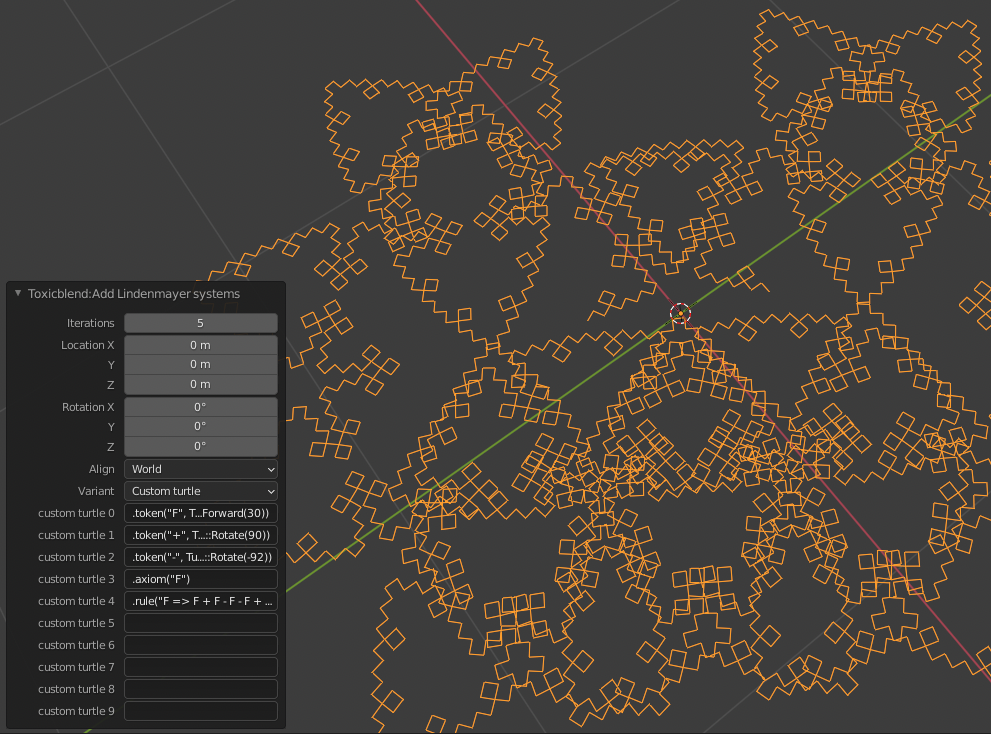 Toxicblend:Add Lindenmayer systems
Iterations 5
Location X 0 m
Y 0 m
Z 0 m
Rotation X 0°
Y 0°
Z 0°
Align World
Variant Custom turtle
custom turtle 0 .token("F", T...Forward(30))
custom turtle 1 .token("+", T...::Rotate(90))
custom turtle 2 .token("-", Tu...::Rotate(-92))
custom turtle 3 .axiom("F")
custom turtle 4 .rule("F => F + F - F - F + ...
custom turtle 5
custom turtle 6
custom turtle 7
custom turtle 8
custom turtle 9